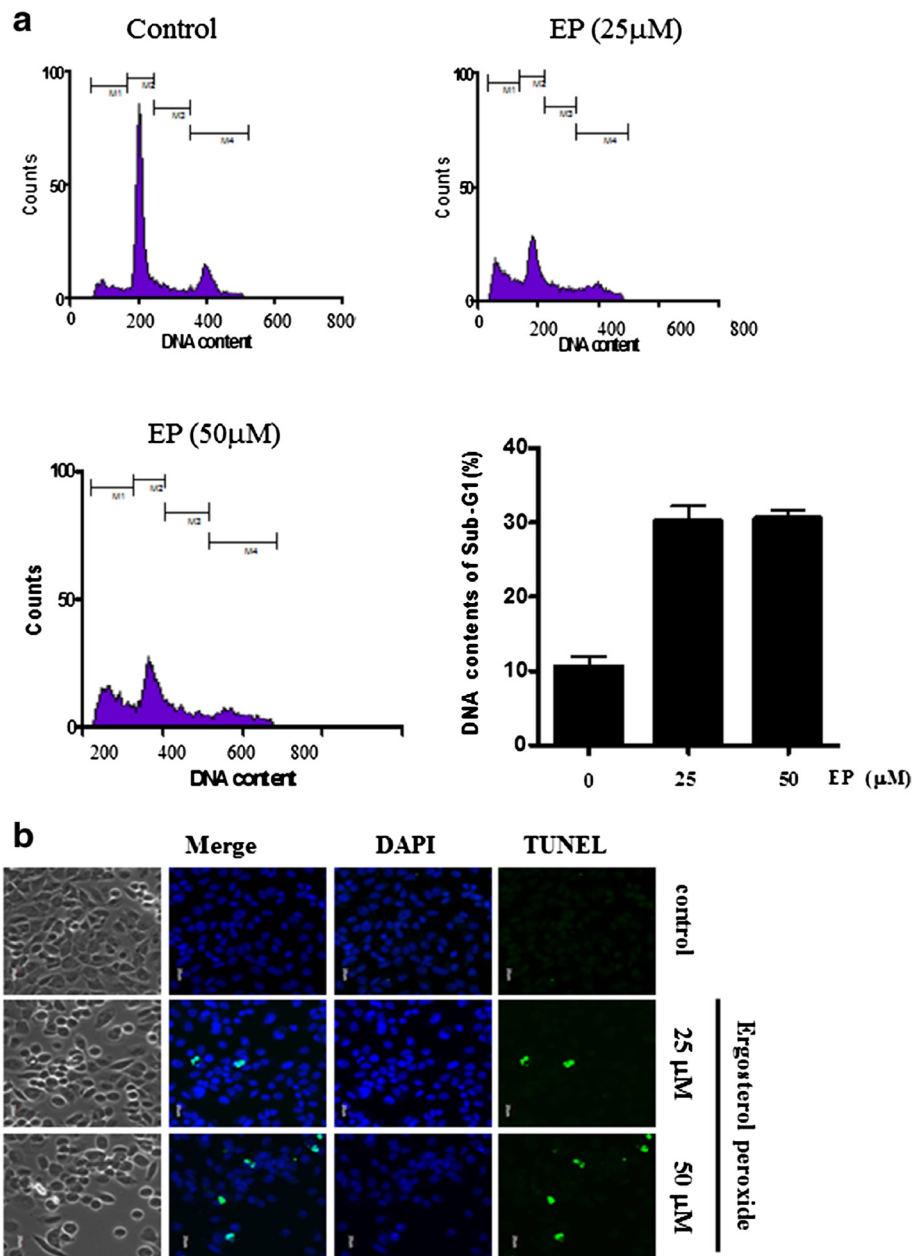 a
Control
EP (25µM)
100
50
0
Counts
M1
M2
M3
M4
0 200 400 600 800
DNA content
100
50
0
Counts
M1
M2
M3
M4
0 200 400 600 800
DNA content
EP (50µM)
100
50
0
Counts
M1
M2
M3
M4
200 400 600 800
DNA content
40
30
20
10
0
DNA contents of Sub-G1(%)
0 25 50 EP (µM)
b
Merge DAPI TUNEL
control
25 µM
50 µM
Ergosterol peroxide